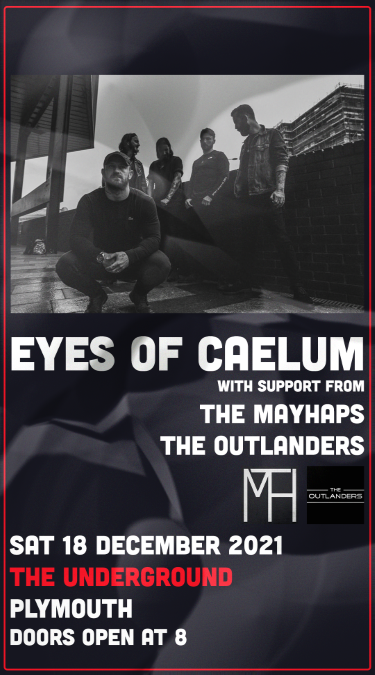 EYES OF CAELUM
WITH SUPPORT FROM
THE MAYHAPS
THE OUTLANDERS
MH
THE
OUTLANDERS
SAT 18 DECEMBER 2021
THE UNDERGROUND
PLYMOUTH
DOORS OPEN AT 8